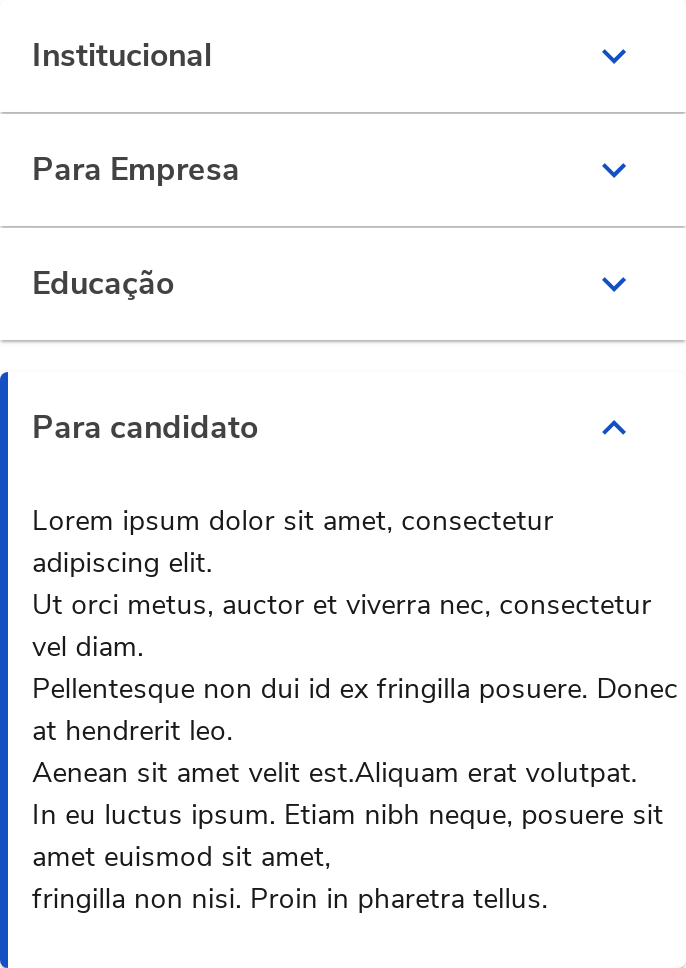 Institucional
Para Empresa
Educação
Para candidato
Lorem ipsum dolor sit amet, consectetur
adipiscing elit.
Ut orci metus, auctor et viverra nec, consectetur
vel diam.
Pellentesque non dui id ex fringilla posuere. Donec
at hendrerit leo.
Aenean sit amet velit est.Aliquam erat volutpat.
In eu luctus ipsum. Etiam nibh neque, posuere sit
amet euismod sit amet,
fringilla non nisi. Proin in pharetra tellus.